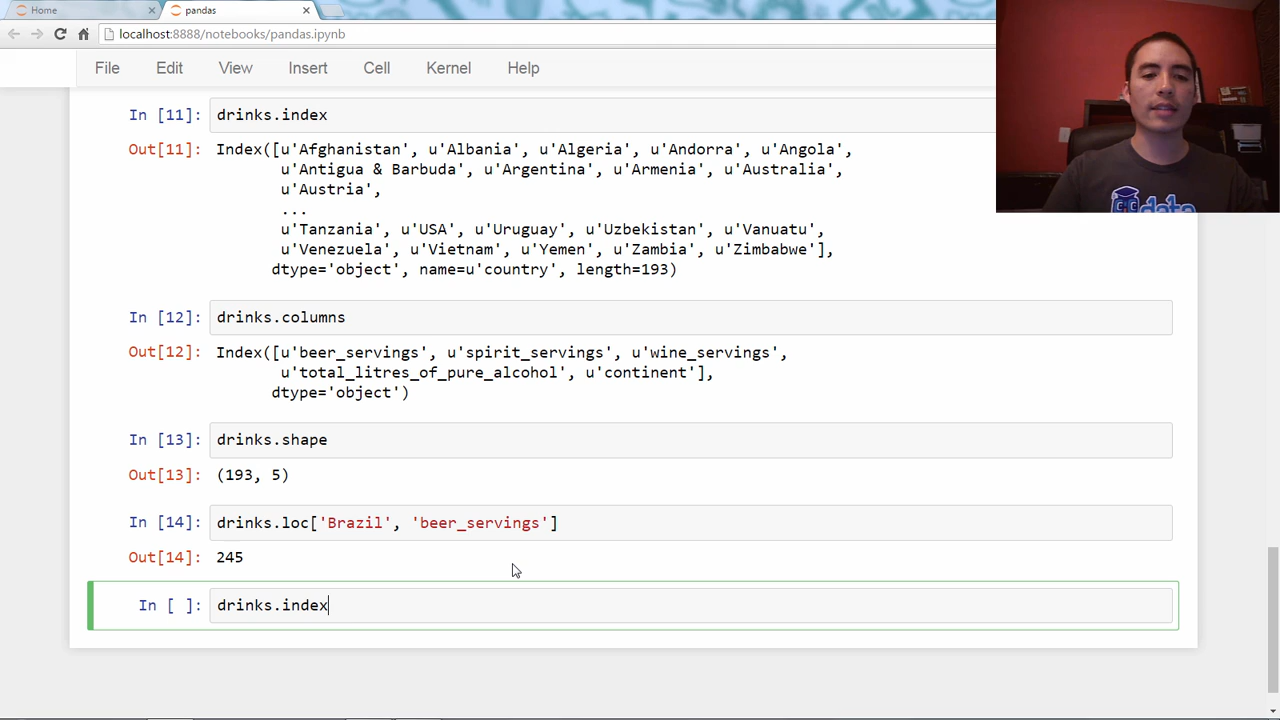 Home
pandas
localhost:8888/notebooks/pandas.ipynb
File Edit View Insert Cell Kernel Help
In [11]: drinks.index
Out[11]: Index([u'Afghanistan', u'Albania', u'Algeria', u'Andorra', u'Angola',
u'Antigua & Barbuda', u'Argentina', u'Armenia', u'Australia',
u'Austria',
...
u'Tanzania', u'USA', u'Uruguay', u'Uzbekistan', u'Vanuatu',
u'Venezuela', u'Vietnam', u'Yemen', u'Zambia', u'Zimbabwe'],
dtype='object', name=u'country', length=193)
In [12]: drinks.columns
Out[12]: Index([u'beer_servings', u'spirit_servings', u'wine_servings',
u'total_litres_of_pure_alcohol', u'continent'],
dtype='object')
In [13]: drinks.shape
Out[13]: (193, 5)
In [14]: drinks.loc['Brazil', 'beer_servings']
Out[14]: 245
In [ ]: drinks.index
data